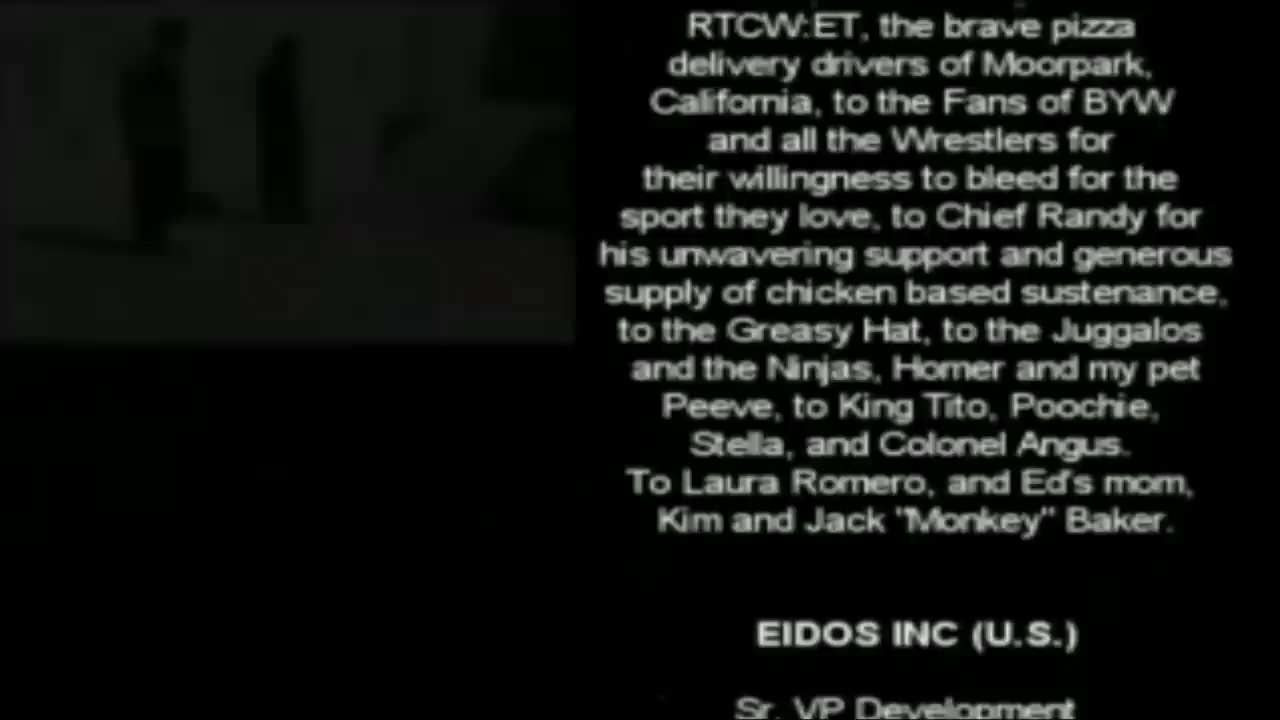 RTCW:ET, the brave pizza
delivery drivers of Moorpark,
California, to the Fans of BYW
and all the Wrestlers for
their willingness to bleed for the
sport they love, to Chief Randy for
his unwavering support and generous
supply of chicken based sustenance,
to the Greasy Hat, to the Juggalos
and the Ninjas, Homer and my pet
Peeve, to King Tito, Poochie,
Stella, and Colonel Angus.
To Laura Romero, and Ed's mom,
Kim and Jack "Monkey" Baker.
EIDOS INC (U.S.)
Sr. VP Development